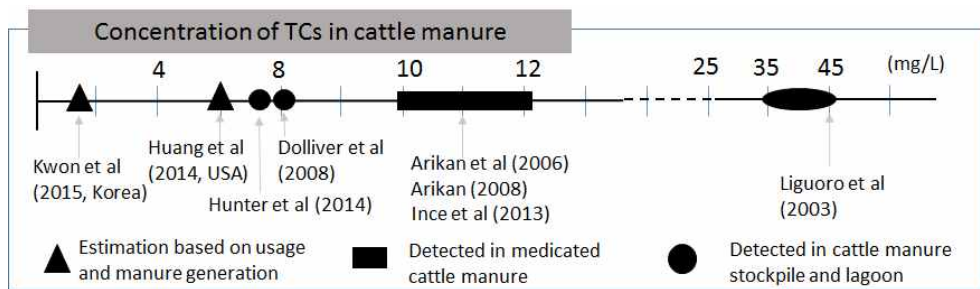 Concentration of TCs in cattle manure
4 8 10 12 25 35 45 (mg/L)
Kwon et al
(2015, Korea)
Huang et al
(2014, USA)
Hunter et al (2014)
Dolliver et al
(2008)
Arikan et al (2006)
Arikan (2008)
Ince et al (2013)
Liguoro et al
(2003)
Estimation based on usage
and manure generation
Detected in medicated
cattle manure
Detected in cattle manure
stockpile and lagoon